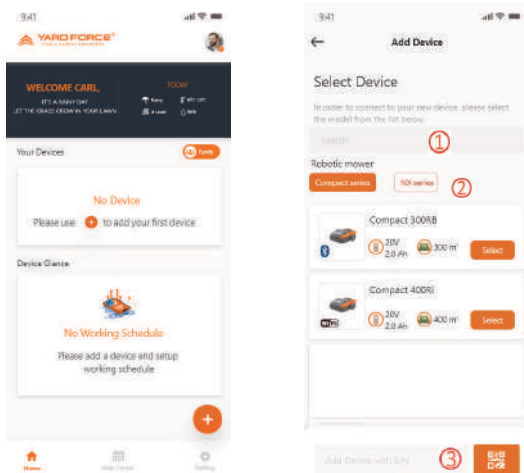 9:41
YARD FORCE®
WELCOME CARL,
IT'S A RAINY DAY
LET THE GRASS GROW IN YOUR LAWN
TODAY
Your Devices
No Device
Please use + to add your first device
Device Glance
No Working Schedule
Please add a device and setup
working schedule
+
Home
Setting
9:41
Add Device
Select Device
In order to connect to your new device, please select
the model from the list below.
Search
①
Robotic mower
Compact series
NX series
②
Compact 300RB
20V
2.0 Ah
300 m²
Select
Compact 400Ri
WiFi
20V
2.0 Ah
400 m²
Select
Add Device with S/N
③